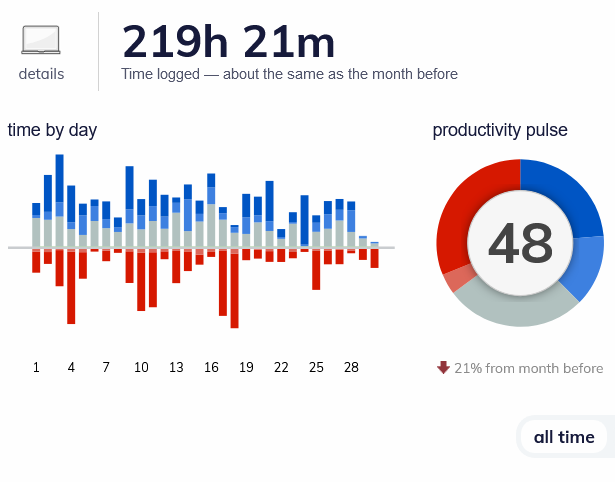 219h 21m
details
Time logged — about the same as the month before
time by day
productivity pulse
48
1 4 7 10 13 16 19 22 25 28
21% from month before
all time